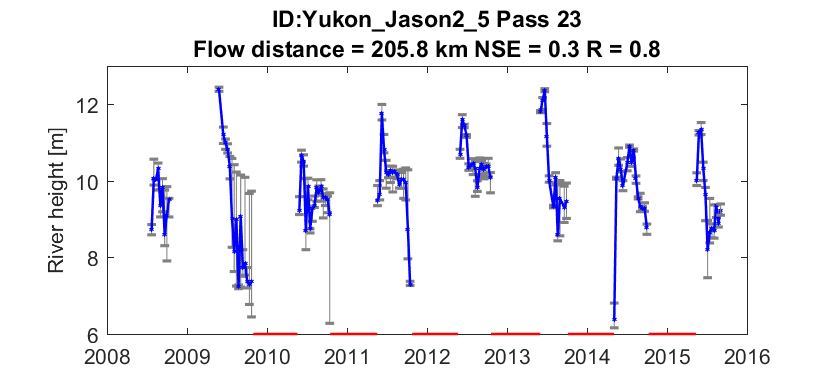 ID:Yukon_Jason2_5 Pass 23
Flow distance = 205.8 km NSE = 0.3 R = 0.8
River height [m]
12
10
8
6
2008 2009 2010 2011 2012 2013 2014 2015 2016